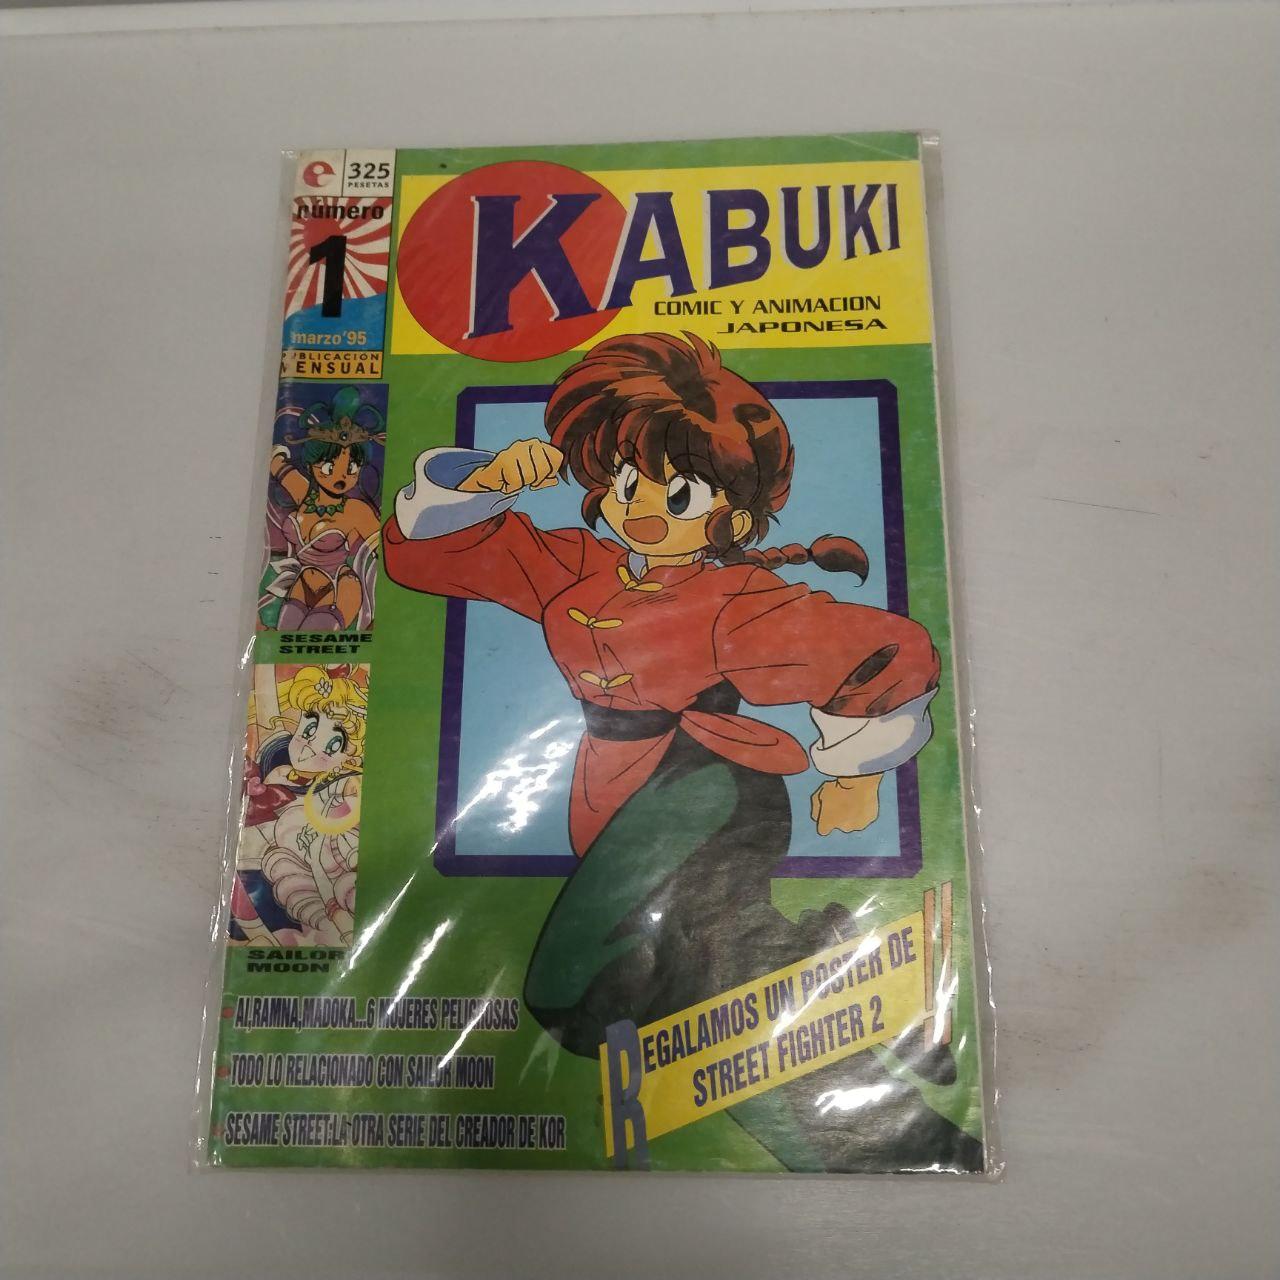 325
PESETAS
número
1
marzo'95
PUBLICACIÓN
MENSUAL
KABUKI
COMIC Y ANIMACION
JAPONESA
SESAME
STREET
SAILOR
MOON
AI,RAMNA,MADOKA...6 MUJERES PELIGROSAS
TODO LO RELACIONADO CON SAILOR MOON
SESAME STREET:LA OTRA SERIE DEL CREADOR DE KOR
REGALAMOS UN POSTER DE
STREET FIGHTER 2
!!